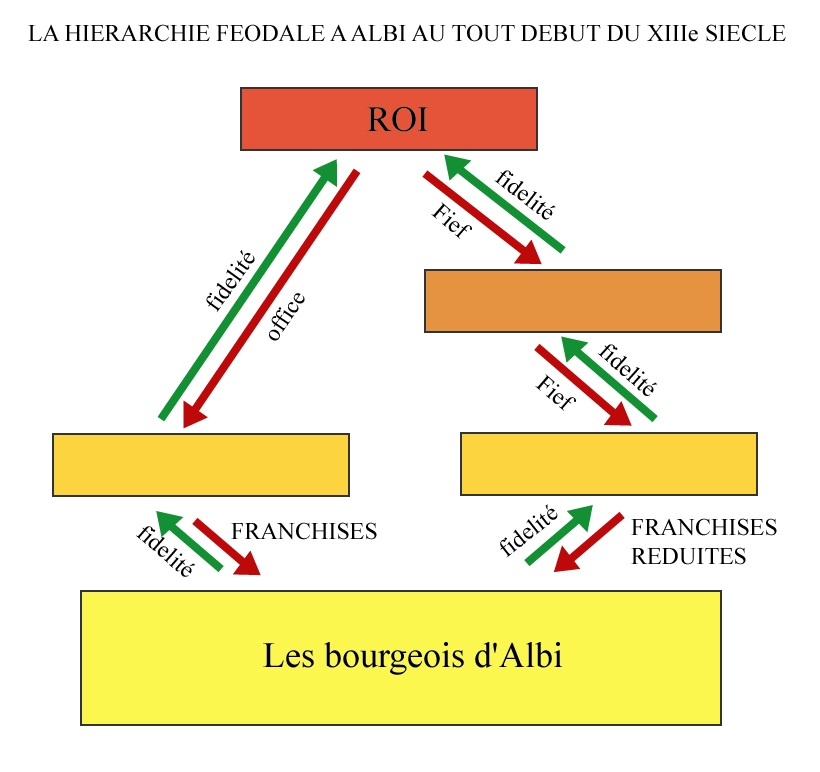 LA HIERARCHIE FEODALE A ALBI AU TOUT DEBUT DU XIIIe SIECLE
ROI
fidelité
Fief
fidelité
office
fidelité
Fief
fidelité
FRANCHISES
fidelité
FRANCHISES
REDUITES
Les bourgeois d'Albi